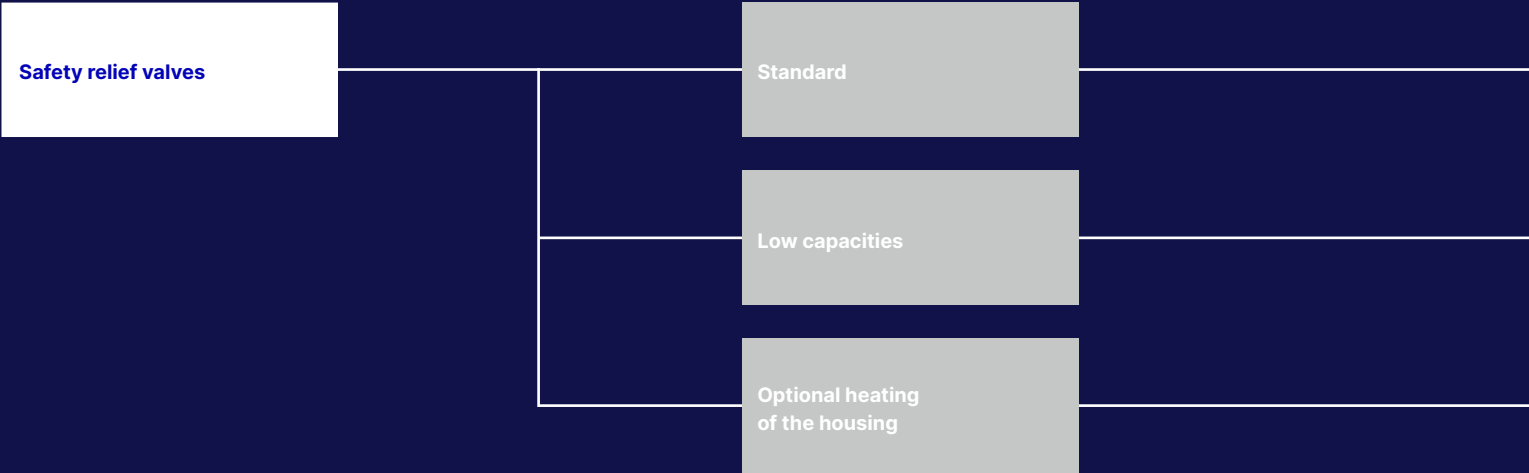 Safety relief valves
Standard
Low capacities
Optional heating
of the housing